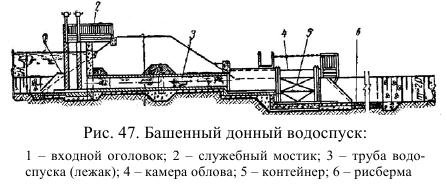 2
1
3
4
5
6
Рис. 47. Башенный донный водоспуск:
1 – входной оголовок; 2 – служебный мостик; 3 – труба водо-
спуска (лежак); 4 – камера облова; 5 – контейнер; 6 – рисберма